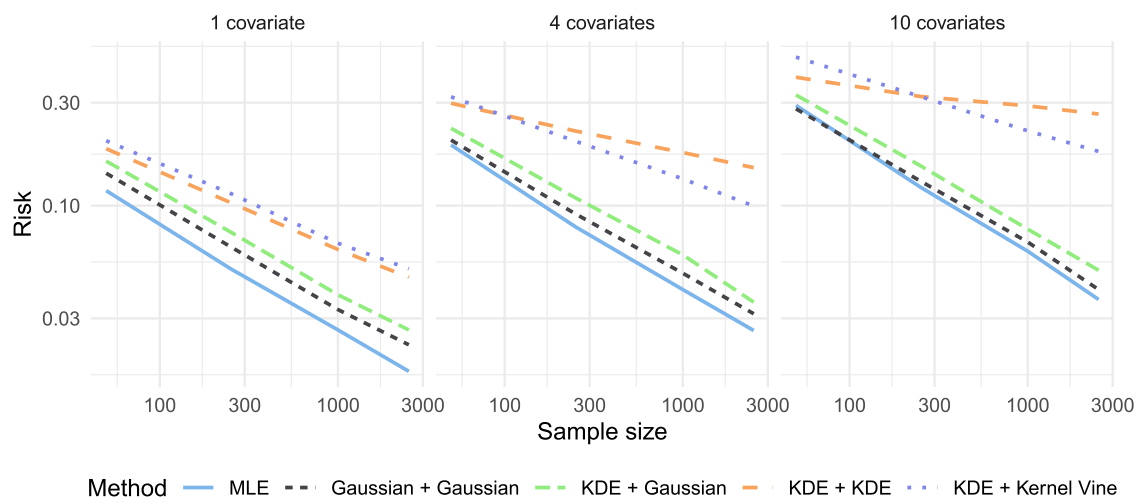 1 covariate 4 covariates 10 covariates
0.30
0.10
0.03
Risk
100 300 1000 3000 100 300 1000 3000 100 300 1000 3000
Sample size
Method MLE Gaussian + Gaussian KDE + Gaussian KDE + KDE KDE + Kernel Vine